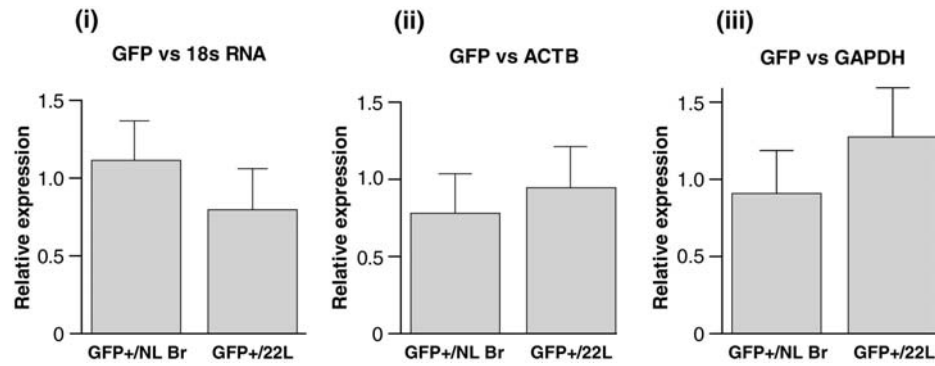 (i)
GFP vs 18s RNA
Relative expression
1.5
1.0
0.5
0
GFP+/NL Br GFP+/22L
(ii)
GFP vs ACTB
Relative expression
1.5
1.0
0.5
0
GFP+/NL Br GFP+/22L
(iii)
GFP vs GAPDH
Relative expression
1.5
1.0
0.5
0
GFP+/NL Br GFP+/22L